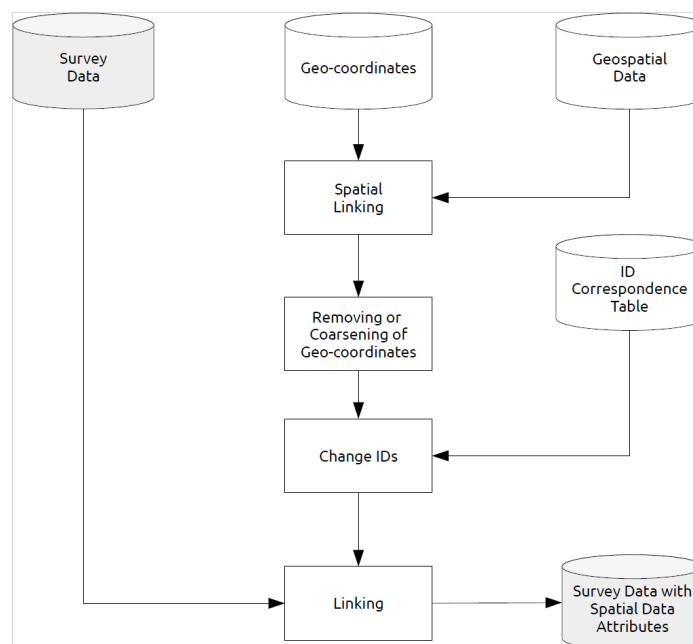 Survey
Data
Geo-coordinates
Geospatial
Data
Spatial
Linking
ID
Correspondence
Table
Removing or
Coarsening of
Geo-coordinates
Change IDs
Linking
Survey Data with
Spatial Data
Attributes